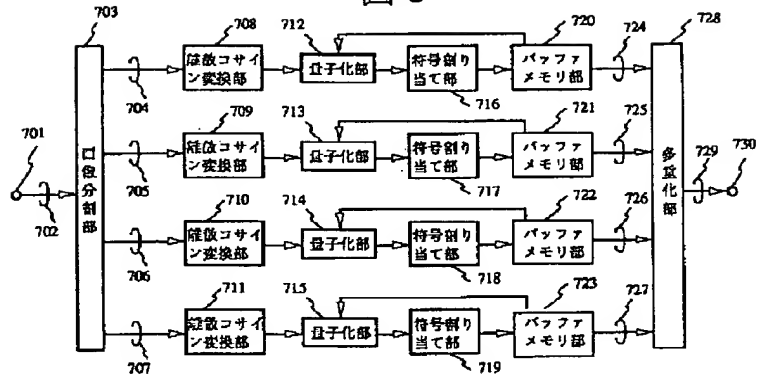 703
708
712
720
724
728
離散コサイ
ン変換部
量子化部
符号割り
当て部
バッファ
メモリ部
704
716
709
713
721
725
701
離散コサイ
ン変換部
量子化部
符号割り
当て部
バッファ
メモリ部
729
730
705
717
画像分割部
多重化部
702
710
714
722
726
離散コサイ
ン変換部
量子化部
符号割り
当て部
バッファ
メモリ部
706
718
711
715
723
727
離散コサイ
ン変換部
量子化部
符号割り
当て部
バッファ
メモリ部
707
719